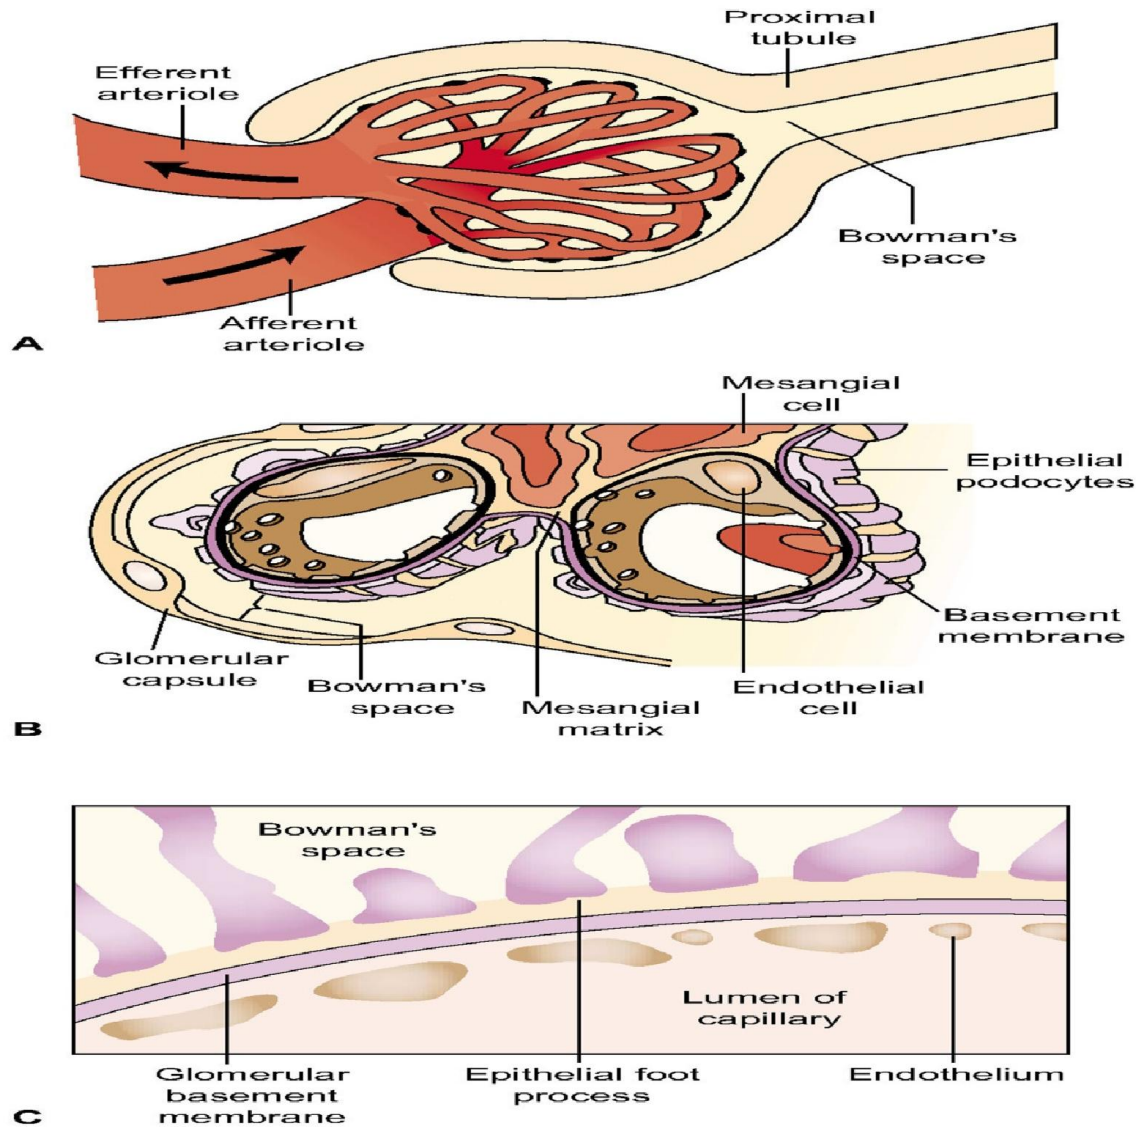 Proximal
tubule
Efferent
arteriole
Bowman's
space
Afferent
arteriole
A
Mesangial
cell
Epithelial
podocytes
Basement
membrane
Glomerular
capsule
Bowman's
space
Mesangial
matrix
Endothelial
cell
B
Bowman's
space
Lumen of
capillary
Glomerular
basement
membrane
Epithelial foot
process
Endothelium
C